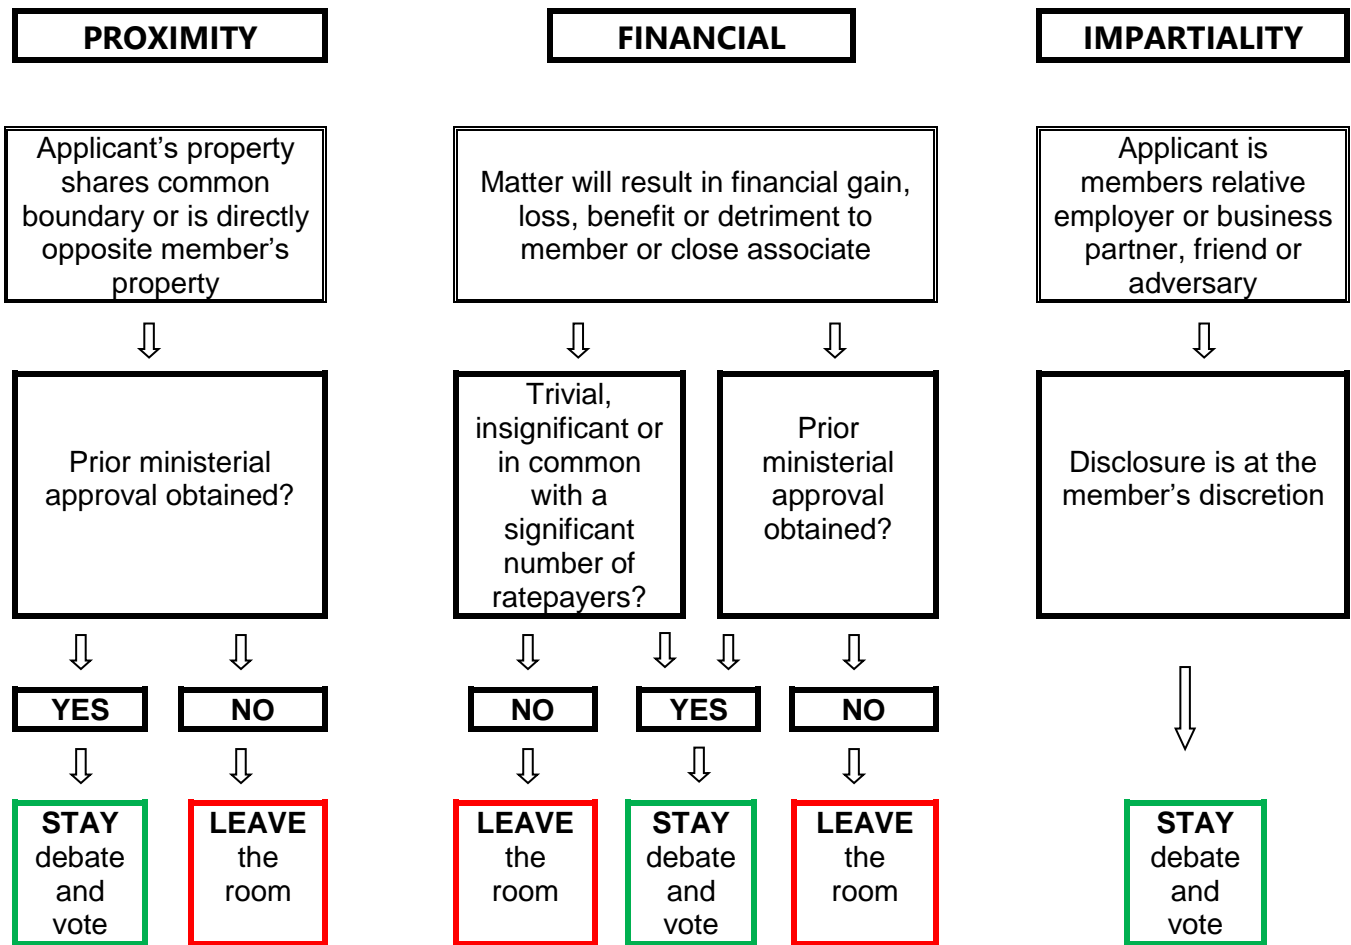 PROXIMITY
FINANCIAL
IMPARTIALITY
Applicant’s property
shares common
boundary or is directly
opposite member’s
property
Matter will result in financial gain,
loss, benefit or detriment to
member or close associate
Applicant is
members relative
employer or business
partner, friend or
adversary
Prior ministerial
approval obtained?
Trivial,
insignificant or
in common
with a
significant
number of
ratepayers?
Prior
ministerial
approval
obtained?
Disclosure is at the
member’s discretion
YES
NO
NO
YES
NO
STAY
debate
and
vote
LEAVE
the
room
LEAVE
the
room
STAY
debate
and
vote
LEAVE
the
room
STAY
debate
and
vote